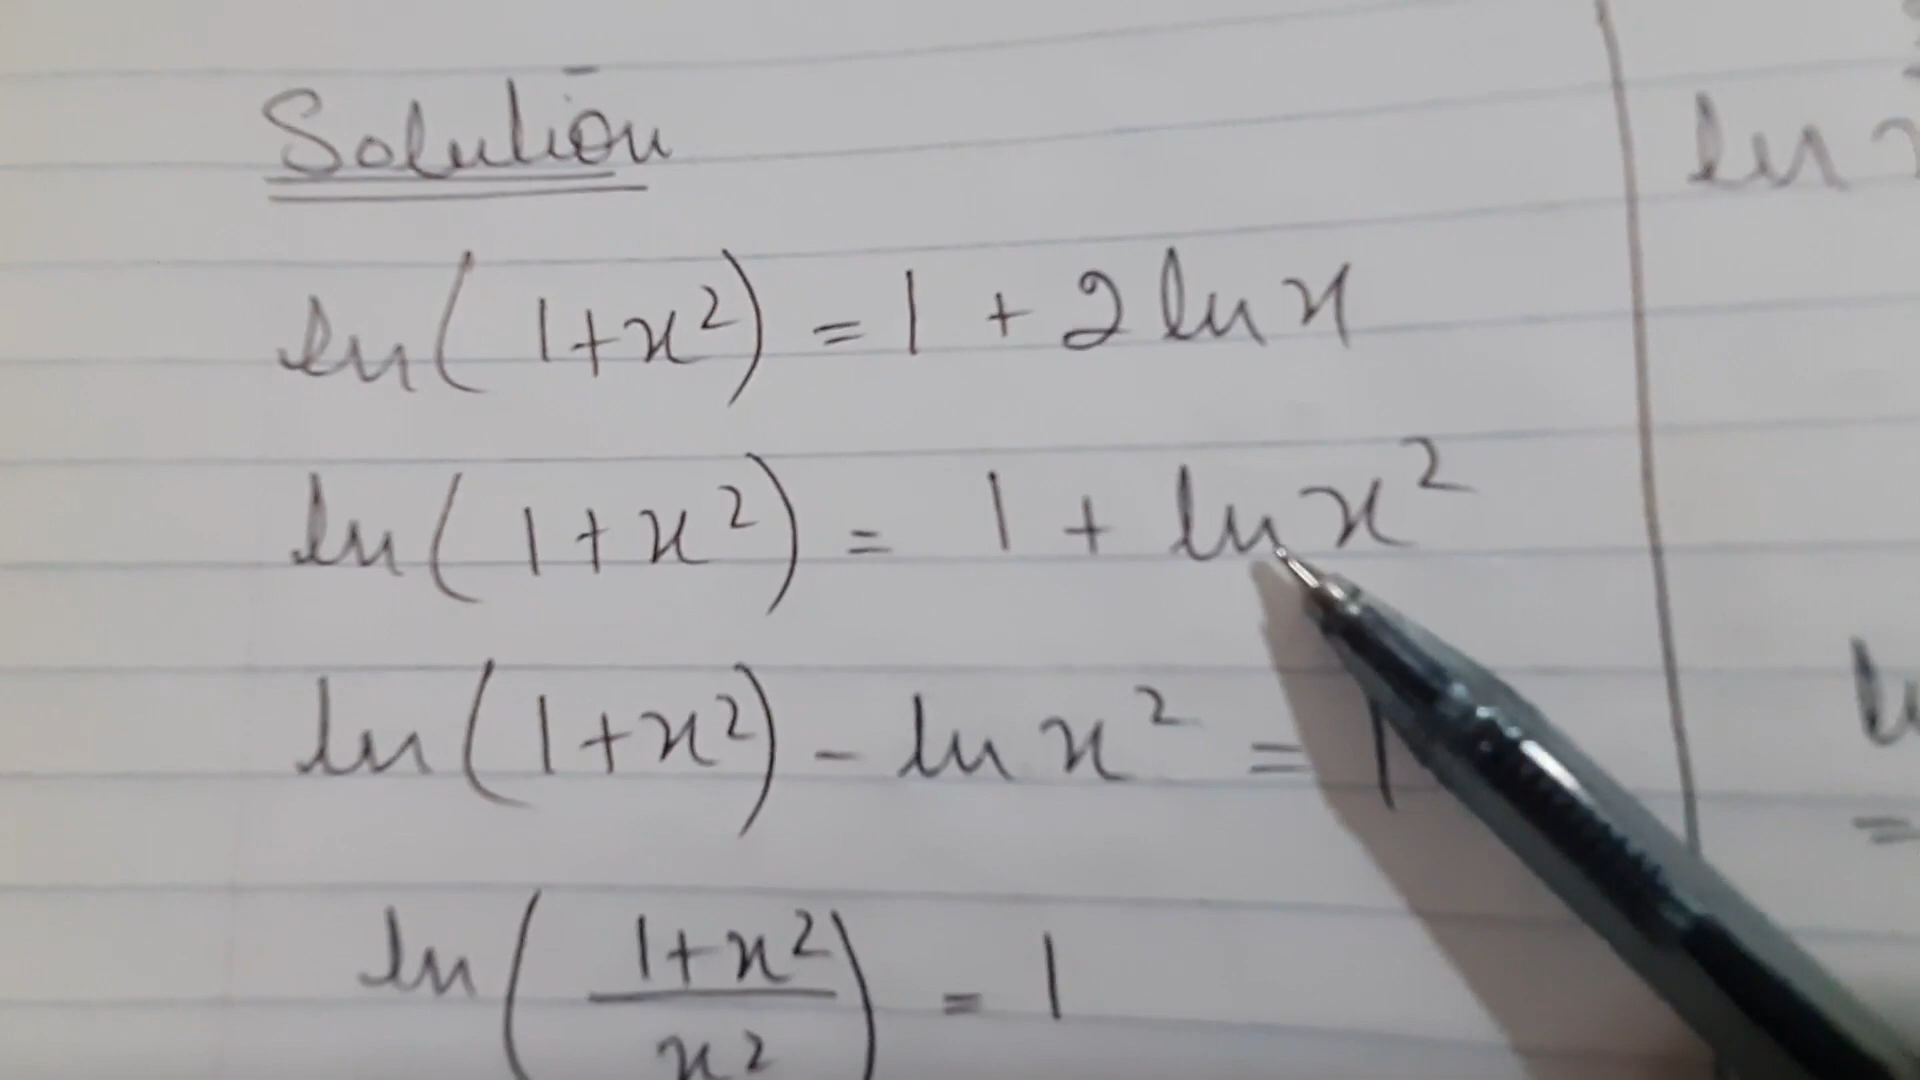 Solution
ln(1+x²) = 1 + 2 ln x
ln(1+x²) = 1 + ln x²
ln(1+x²) - ln x² = 1
ln((1+x²)/x²) = 1
ln
=